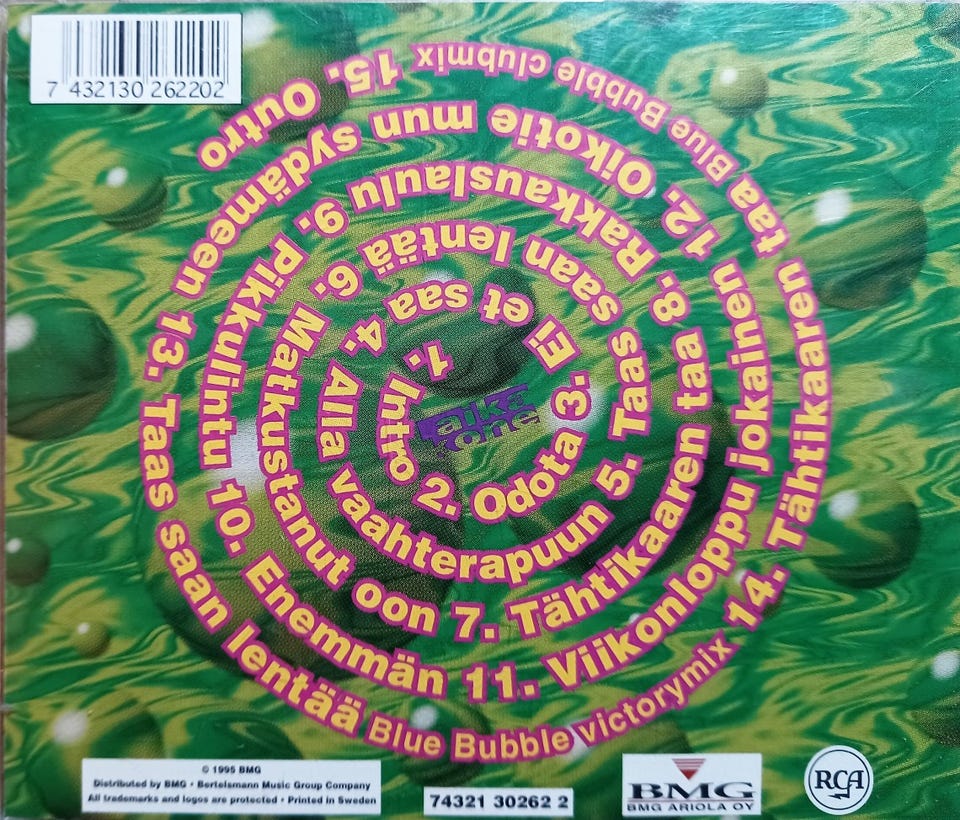 7 432130 262202
1. Intro 2. Odota 3. Ei et saa 4. Alla vaahterapuun 5. Taas saan lentää 6. Matkustanut oon 7. Tähtikaaren taa 8. Rakkauslaulu 9. Pikkulintu 10. Enemmän 11. Viikonloppu jokainen 12. Oikotie mun sydämeen 13. Taas saan lentää Blue Bubble victorymix 14. Tähtikaaren taa Blue Bubble clubmix 15. Outro
aika
kone
© 1995 BMG
Distributed by BMG • Bertelsmann Music Group Company
All trademarks and logos are protected • Printed in Sweden
74321 30262 2
BMG
BMG ARIOLA OY
RCA